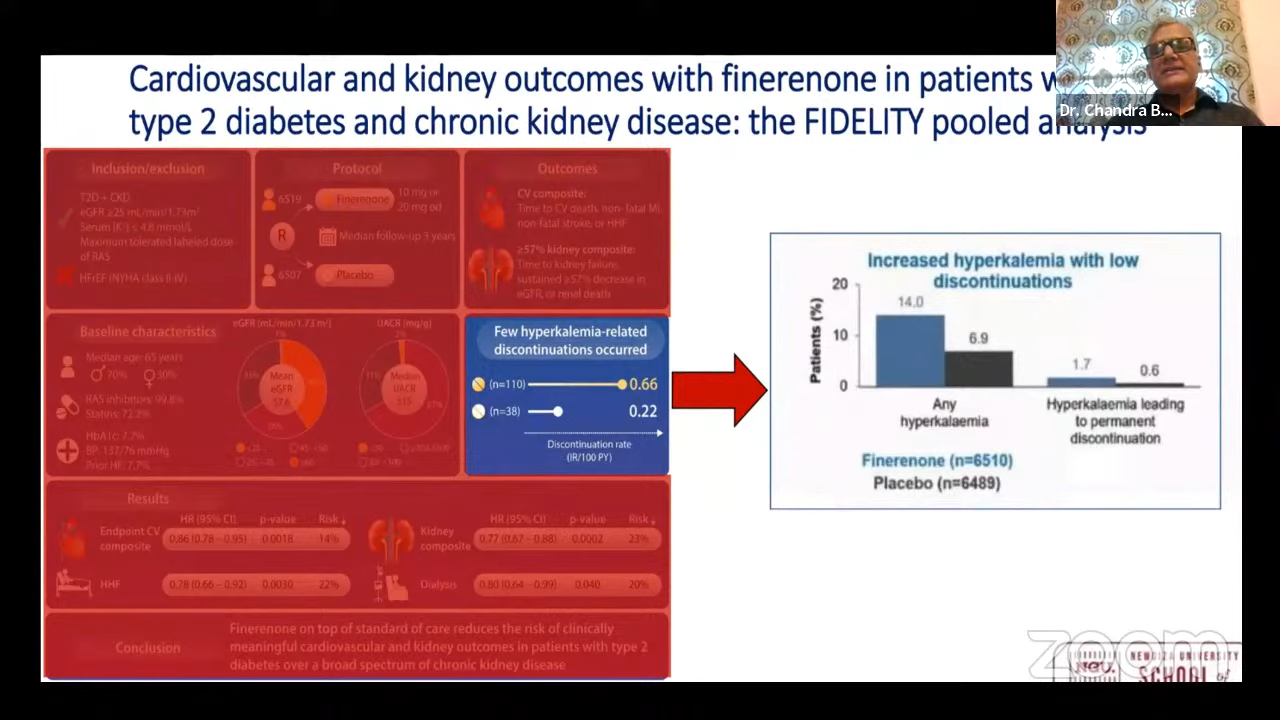 Cardiovascular and kidney outcomes with finerenone in patients w
type 2 diabetes and chronic kidney disease: the FIDELITY pooled analysis
Dr. Chandra B...
Inclusion/exclusion
T2D + CKD
eGFR ≥25 mL/min/1.73m²
Serum [K⁺] ≤ 4.8 mmol/L
Maximum tolerated labeled dose
of RAS
HFrEF (NYHA class II-IV)
Protocol
6519
Finerenone
10 mg or
20 mg od
R
Median follow-up 3 years
6507
Placebo
Outcomes
CV composite:
Time to CV death, non- fatal MI,
non-fatal stroke, or HHF
≥57% kidney composite:
Time to kidney failure,
sustained ≥57% decrease in
eGFR, or renal death
Baseline characteristics
Median age: 65 years
70%
30%
RAS inhibitors: 99.8%
Statins: 72.2%
HbA1c: 7.7%
BP: 137/76 mmHg
Prior HF: 7.7%
eGFR (mL/min/1.73 m²)
Mean
eGFR
57.6
UACR (mg/g)
Median
UACR
515
Few hyperkalemia-related
discontinuations occurred
(n=110)
0.66
(n=38)
0.22
Discontinuation rate
(IR/100 PY)
Results
HR (95% CI) p-value Risk↓
Endpoint CV
composite
0.86 (0.78 – 0.95) 0.0018 14%
HHF
0.78 (0.66 – 0.92) 0.0030 22%
HR (95% CI) p-value Risk↓
Kidney
composite
0.77 (0.67 – 0.88) 0.0002 23%
Dialysis
0.80 (0.64 – 0.99) 0.040 20%
Conclusion
Finerenone on top of standard of care reduces the risk of clinically
meaningful cardiovascular and kidney outcomes in patients with type 2
diabetes over a broad spectrum of chronic kidney disease
Increased hyperkalemia with low
discontinuations
Patients (%)
20
10
0
14.0
6.9
1.7
0.6
Any
hyperkalaemia
Hyperkalaemia leading
to permanent
discontinuation
Finerenone (n=6510)
Placebo (n=6489)
zoom
NGU.
NEWGIZA UNIVERSITY
SCHOOL of